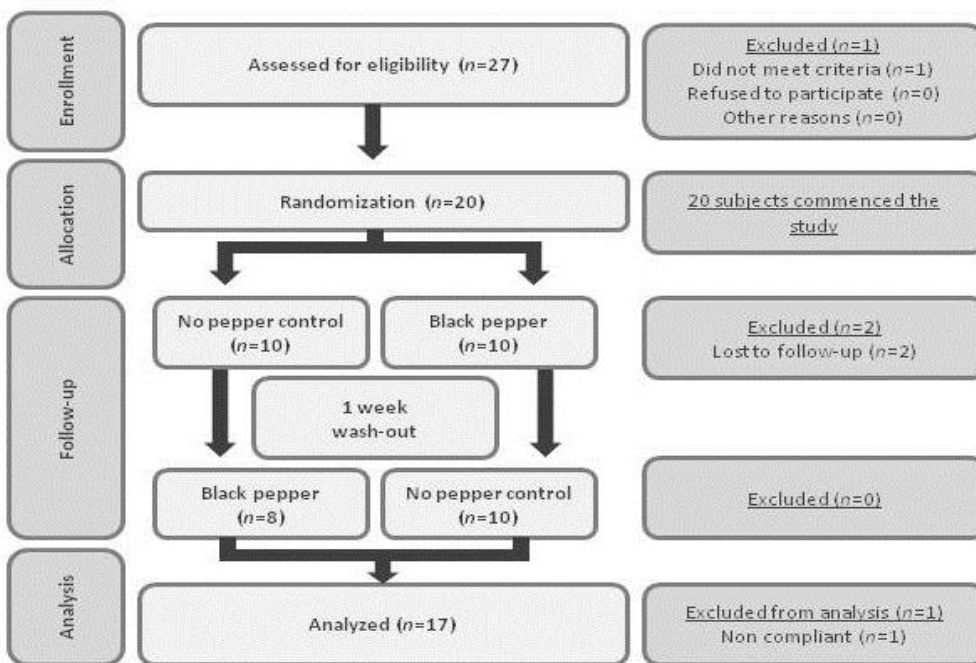 Enrollment
Assessed for eligibility (n=27)
Excluded (n=1)
Did not meet criteria (n=1)
Refused to participate (n=0)
Other reasons (n=0)
Allocation
Randomization (n=20)
20 subjects commenced the
study
Follow-up
No pepper control
(n=10)
Black pepper
(n=10)
Excluded (n=2)
Lost to follow-up (n=2)
1 week
wash-out
Black pepper
(n=8)
No pepper control
(n=10)
Excluded (n=0)
Analysis
Analyzed (n=17)
Excluded from analysis (n=1)
Non compliant (n=1)